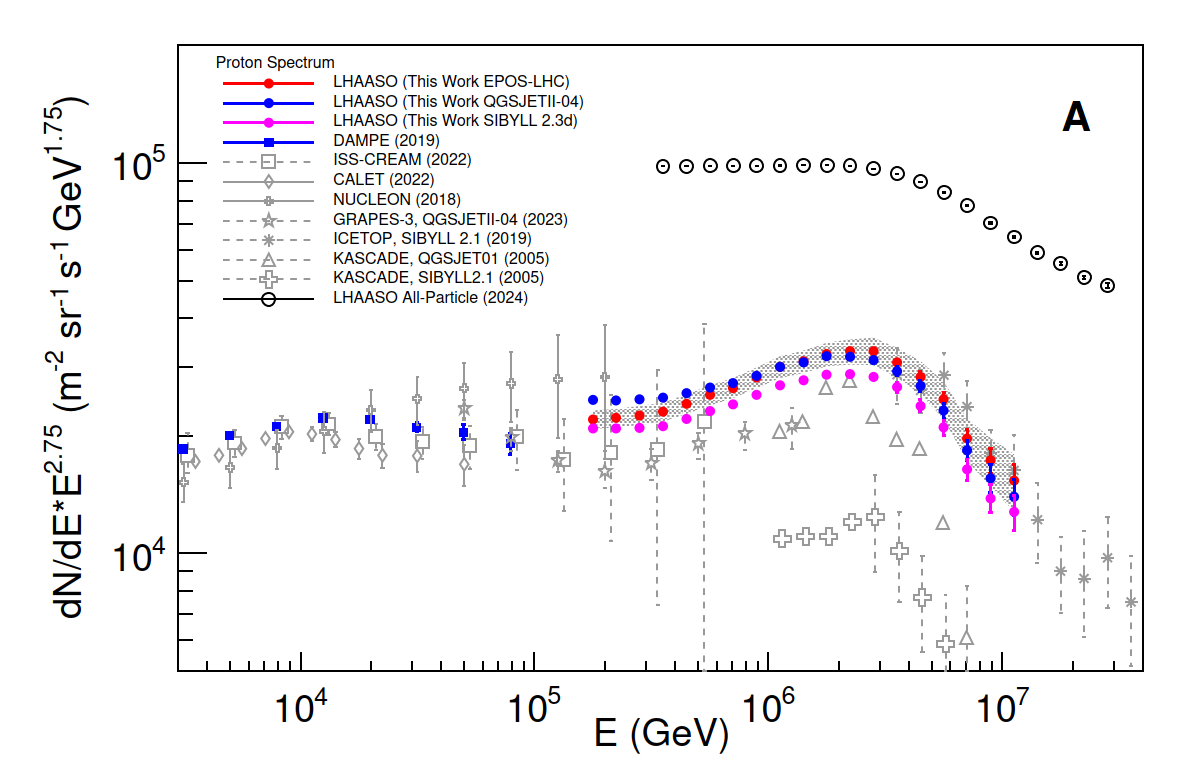 A
Proton Spectrum
LHAASO (This Work EPOS-LHC)
LHAASO (This Work QGSJETII-04)
LHAASO (This Work SIBYLL 2.3d)
DAMPE (2019)
ISS-CREAM (2022)
CALET (2022)
NUCLEON (2018)
GRAPES-3, QGSJETII-04 (2023)
ICETOP, SIBYLL 2.1 (2019)
KASCADE, QGSJET01 (2005)
KASCADE, SIBYLL2.1 (2005)
LHAASO All-Particle (2024)
dN/dE*E^2.75 (m^-2 sr^-1 s^-1 GeV^1.75)
10^5
10^4
10^4 10^5 10^6 10^7
E (GeV)